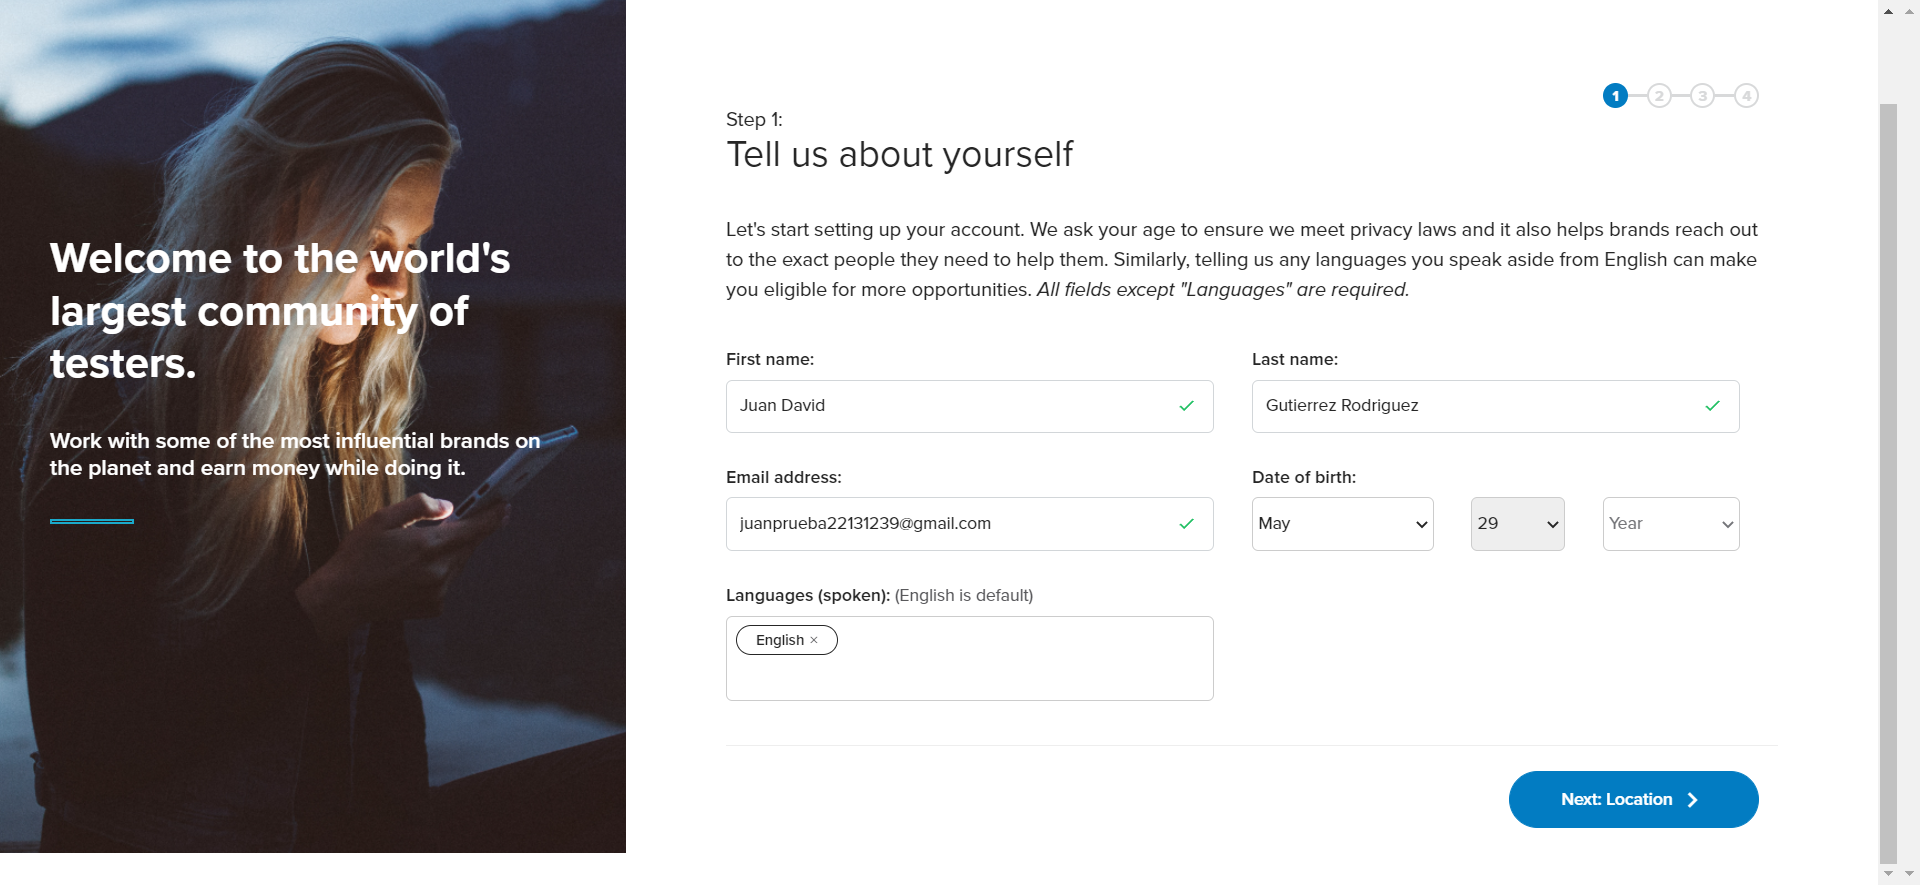 Welcome to the world's
largest community of
testers.
Work with some of the most influential brands on
the planet and earn money while doing it.
1 2 3 4
Step 1:
Tell us about yourself
Let's start setting up your account. We ask your age to ensure we meet privacy laws and it also helps brands reach out
to the exact people they need to help them. Similarly, telling us any languages you speak aside from English can make
you eligible for more opportunities. All fields except "Languages" are required.
First name:
Juan David
Last name:
Gutierrez Rodriguez
Email address:
juanprueba22131239@gmail.com
Date of birth:
May 29 Year
Languages (spoken): (English is default)
English ×
Next: Location